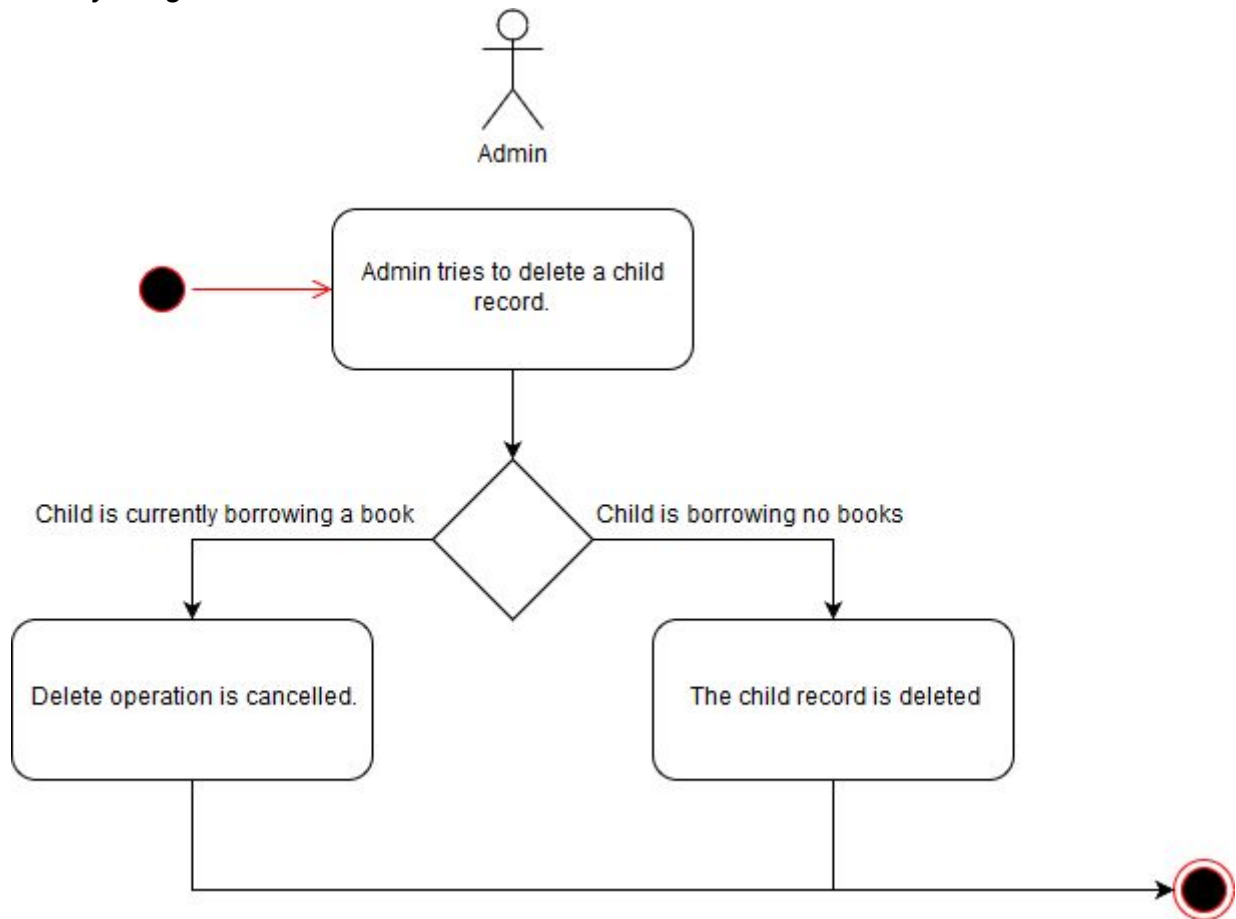 Admin
Admin tries to delete a child
record.
Child is currently borrowing a book
Child is borrowing no books
Delete operation is cancelled.
The child record is deleted